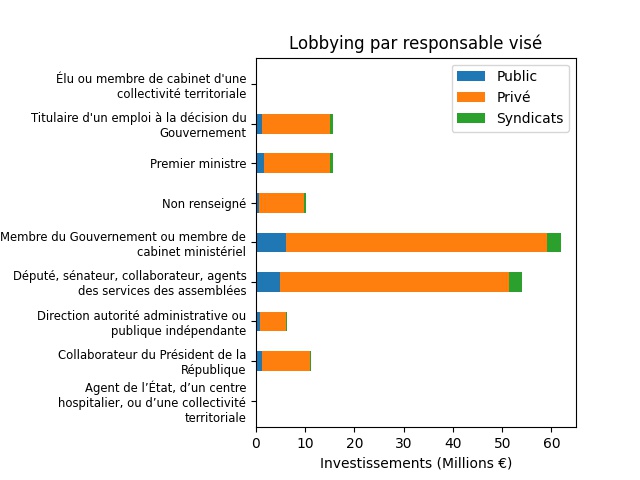 Lobbying par responsable visé
Public
Privé
Syndicats
Élu ou membre de cabinet d'une
collectivité territoriale
Titulaire d'un emploi à la décision du
Gouvernement
Premier ministre
Non renseigné
Membre du Gouvernement ou membre de
cabinet ministériel
Député, sénateur, collaborateur, agents
des services des assemblées
Direction autorité administrative ou
publique indépendante
Collaborateur du Président de la
République
Agent de l’État, d’un centre
hospitalier, ou d’une collectivité
territoriale
0 10 20 30 40 50 60
Investissements (Millions €)